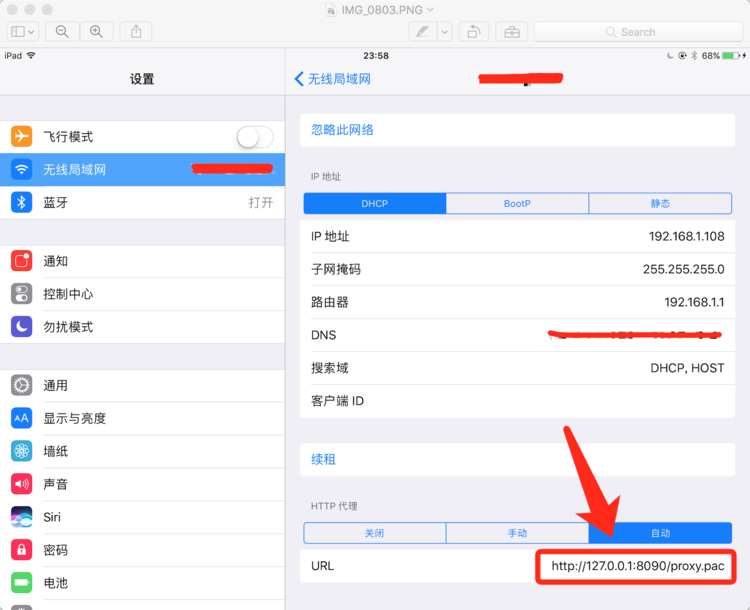 IMG_0803.PNG
Search
iPad 23:58 68%
设置
无线局域网
飞行模式
无线局域网
蓝牙 打开
通知
控制中心
勿扰模式
通用
AA 显示与亮度
墙纸
声音
Siri
密码
电池
忽略此网络
IP 地址
DHCP BootP 静态
IP 地址 192.168.1.108
子网掩码 255.255.255.0
路由器 192.168.1.1
DNS
搜索域 DHCP, HOST
客户端 ID
续租
HTTP 代理
关闭 手动 自动
URL http://127.0.0.1:8090/proxy.pac